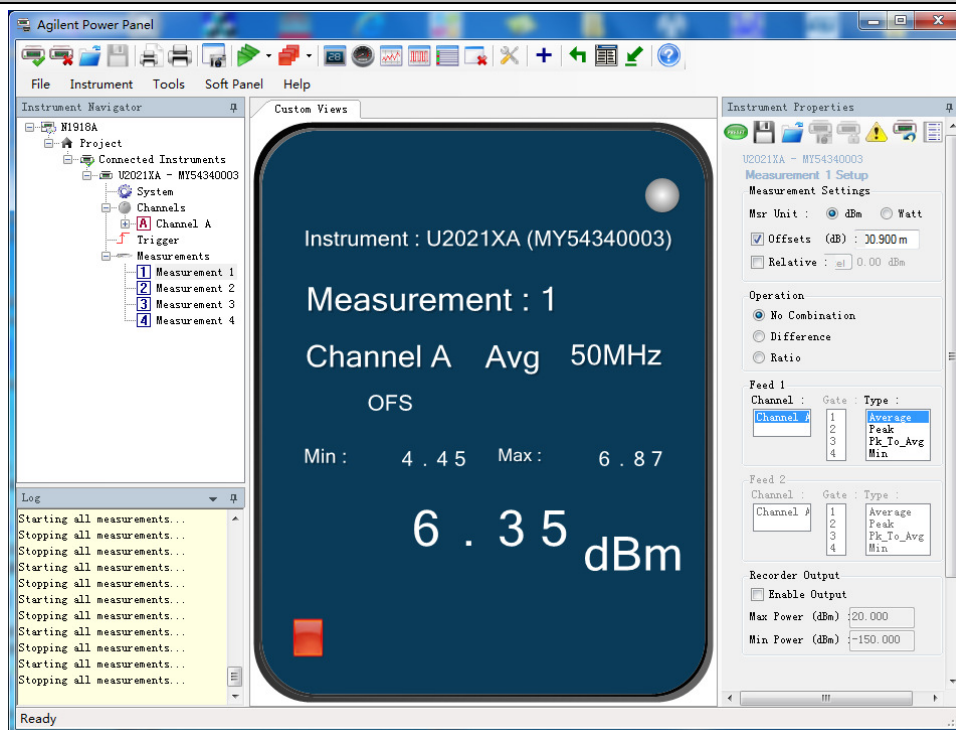 Agilent Power Panel
File Instrument Tools Soft Panel Help
Instrument Navigator
N1918A
Project
Connected Instruments
U2021XA - MY54340003
System
Channels
A Channel A
Trigger
Measurements
1 Measurement 1
2 Measurement 2
3 Measurement 3
4 Measurement 4
Log
Starting all measurements...
Stopping all measurements...
Stopping all measurements...
Starting all measurements...
Stopping all measurements...
Starting all measurements...
Stopping all measurements...
Starting all measurements...
Stopping all measurements...
Starting all measurements...
Stopping all measurements...
Custom Views
Instrument : U2021XA (MY54340003)
Measurement : 1
Channel A Avg 50MHz
OFS
Min : 4.45 Max : 6.87
6.35 dBm
Instrument Properties
U2021XA - MY54340003
Measurement 1 Setup
Measurement Settings
Msr Unit : dBm Watt
Offsets (dB) : 00.900 m
Relative : el 0.00 dBm
Operation
No Combination
Difference
Ratio
Feed 1
Channel : Gate : Type :
Channel A
1
2
3
4
Average
Peak
Pk_To_Avg
Min
Feed 2
Channel : Gate : Type :
Channel A
1
2
3
4
Average
Peak
Pk_To_Avg
Min
Recorder Output
Enable Output
Max Power (dBm) : 20.000
Min Power (dBm) : -150.000
Ready